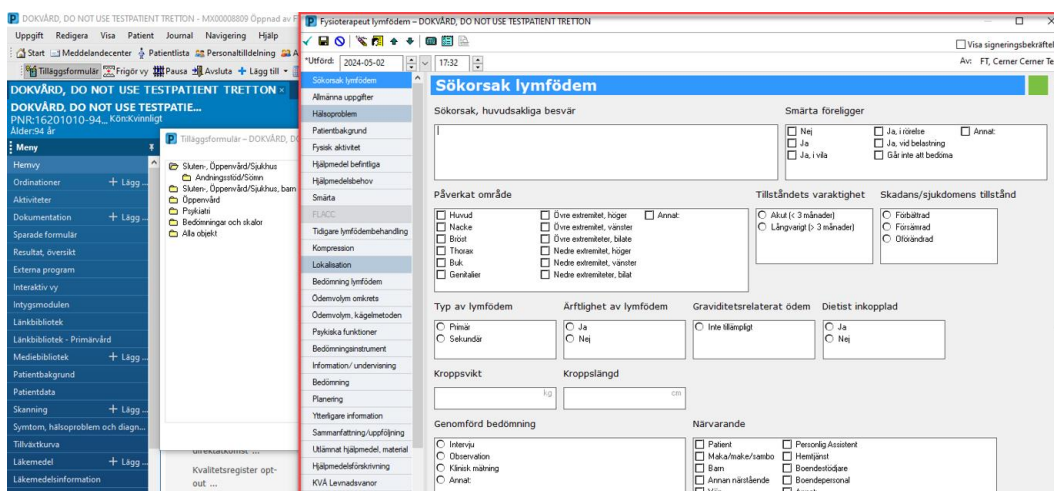 DOKVÅRD, DO NOT USE TESTPATIENT TRETTON - MX00008809 Öppnad av F
Uppgift Redigera Visa Patient Journal Navigering Hjälp
Start Meddelandecenter Patientlista Personaltilldelning A
Tilläggsformulär Frigör vy Pausa Avsluta Lägg till
DOKVÅRD, DO NOT USE TESTPATIENT TRETTON ×
DOKVÅRD, DO NOT USE TESTPATIE...
PNR:16201010-94... Kön:Kvinnligt
Ålder:94 år
Meny
Hemvy
Ordinationer + Lägg ...
Aktiviteter
Dokumentation + Lägg ...
Sparade formulär
Resultat, översikt
Externa program
Interaktiv vy
Intygsmodulen
Länkbibliotek
Länkbibliotek - Primärvård
Mediebibliotek + Lägg ...
Patientbakgrund
Patientdata
Skanning + Lägg ...
Symtom, hälsoproblem och diagn...
Tillväxtkurva
Läkemedel + Lägg ...
Läkemedelsinformation
Tilläggsformulär – DOKVÅRD, DO
Sluten-, Öppenvård/Sjukhus
Andningsstöd/Sömn
Sluten-, Öppenvård/Sjukhus, barn
Öppenvård
Psykiatri
Bedömningar och skalor
Alla objekt
direktåtkomst ...
Kvalitetsregister opt-
out ...
Fysioterapeut lymfödem – DOKVÅRD, DO NOT USE TESTPATIENT TRETTON
Visa signeringsbekräftel
*Utförd: 2024-05-02 17:32 Av: FT, Cerner Cerner Te
Sökorsak lymfödem
Allmänna uppgifter
Hälsoproblem
Patientbakgrund
Fysisk aktivitet
Hjälpmedel befintliga
Hjälpmedelsbehov
Smärta
FLACC
Tidigare lymfödembehandling
Kompression
Lokalisation
Bedömning lymfödem
Ödemvolym omkrets
Ödemvolym, kägelmetoden
Psykiska funktioner
Bedömningsinstrument
Information/ undervisning
Bedömning
Planering
Ytterligare information
Sammanfattning/uppföljning
Utlämnat hjälpmedel, material
Hjälpmedelsförskrivning
KVÅ Levnadsvanor
Sökorsak lymfödem
Sökorsak, huvudsakliga besvär
Smärta föreligger
Nej Ja, i rörelse Annat:
Ja Ja, vid belastning
Ja, i vila Går inte att bedöma
Påverkat område
Huvud Övre extremitet, höger Annat:
Nacke Övre extremitet, vänster
Bröst Övre extremiteter, bilate
Thorax Nedre extremitet, höger
Buk Nedre extremitet, vänster
Genitalier Nedre extremiteter, bilat
Tillståndets varaktighet
Akut (< 3 månader)
Långvarigt (> 3 månader)
Skadans/sjukdomens tillstånd
Förbättrad
Försämrad
Oförändrad
Typ av lymfödem
Primär
Sekundär
Ärftlighet av lymfödem
Ja
Nej
Graviditetsrelaterat ödem
Inte tillämpligt
Dietist inkopplad
Ja
Nej
Kroppsvikt
kg
Kroppslängd
cm
Genomförd bedömning
Intervju
Observation
Klinisk mätning
Annat:
Närvarande
Patient Personlig Assistent
Maka/make/sambo Hemtjänst
Barn Boendestödjare
Annan närstående Boendepersonal